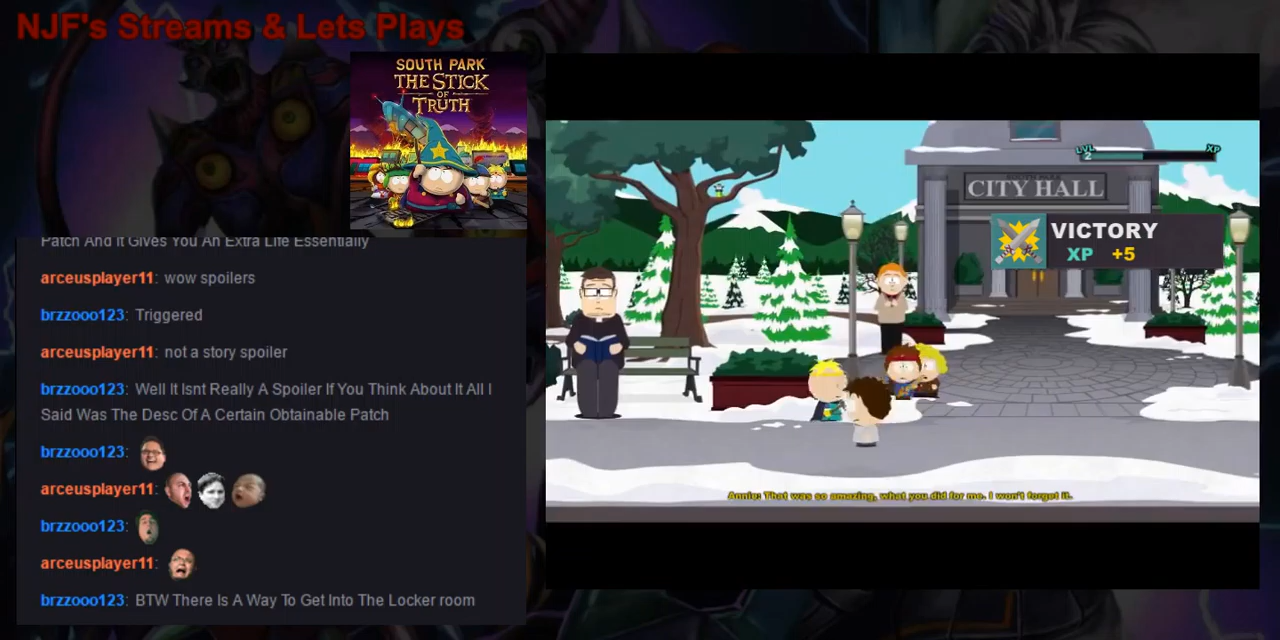 NJF's Streams & Lets Plays
SOUTH PARK
THE STICK
OF
TRUTH
Patch And It Gives You An Extra Life Essentially
arceusplayer11: wow spoilers
brzzooo123: Triggered
arceusplayer11: not a story spoiler
brzzooo123: Well It Isnt Really A Spoiler If You Think About It All I
Said Was The Desc Of A Certain Obtainable Patch
brzzooo123:
arceusplayer11:
brzzooo123:
arceusplayer11:
brzzooo123: BTW There Is A Way To Get Into The Locker room
LVL
2
XP
SOUTH PARK
CITY HALL
VICTORY
XP +5
Annie: That was so amazing, what you did for me. I won't forget it.